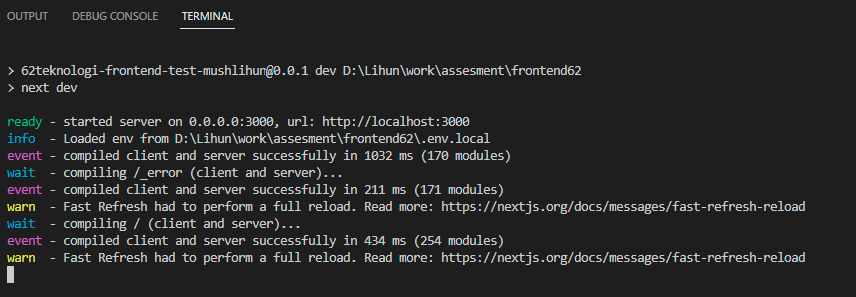 OUTPUT DEBUG CONSOLE TERMINAL
> 62teknologi-frontend-test-mushlihun@0.0.1 dev D:\Lihun\work\assesment\frontend62
> next dev
ready - started server on 0.0.0.0:3000, url: http://localhost:3000
info - Loaded env from D:\Lihun\work\assesment\frontend62\.env.local
event - compiled client and server successfully in 1032 ms (170 modules)
wait - compiling /_error (client and server)...
event - compiled client and server successfully in 211 ms (171 modules)
warn - Fast Refresh had to perform a full reload. Read more: https://nextjs.org/docs/messages/fast-refresh-reload
wait - compiling / (client and server)...
event - compiled client and server successfully in 434 ms (254 modules)
warn - Fast Refresh had to perform a full reload. Read more: https://nextjs.org/docs/messages/fast-refresh-reload